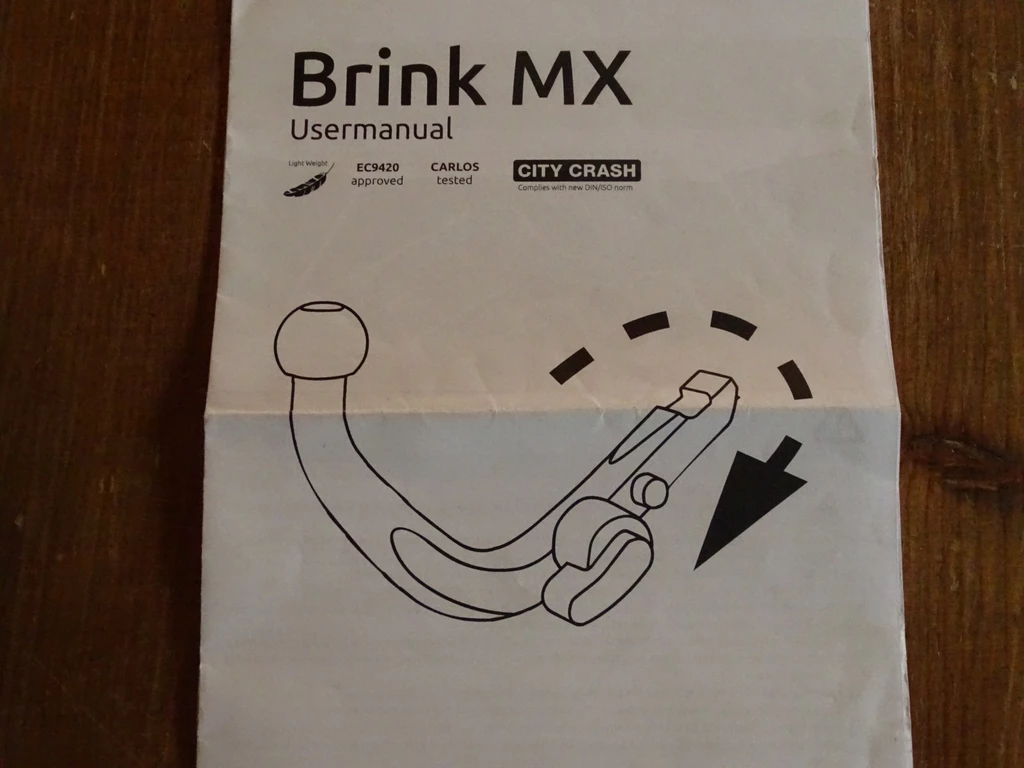 Brink MX
Usermanual
Light Weight
EC9420 approved
CARLOS tested
CITY CRASH
Complies with new DIN/ISO norm